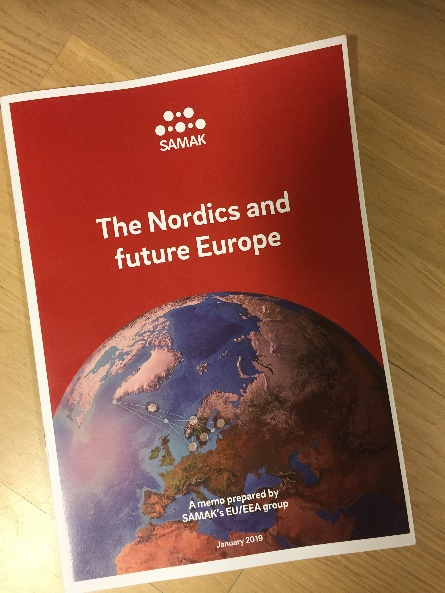 SAMAK
The Nordics and
future Europe
A memo prepared by
SAMAK's EU/EEA group
January 2019